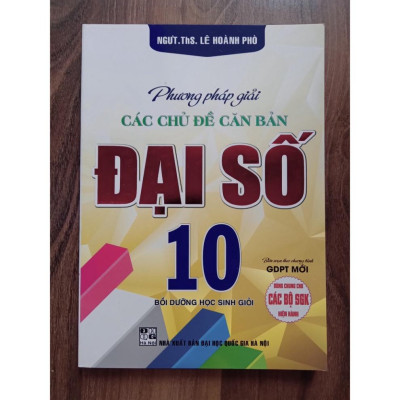 NGƯT.ThS. LÊ HOÀNH PHÒ
Phương pháp giải
CÁC CHỦ ĐỀ CĂN BẢN
ĐẠI SỐ
10
BỒI DƯỠNG HỌC SINH GIỎI
Biên soạn theo chương trình
GDPT MỚI
DÙNG CHUNG CHO
CÁC BỘ SGK
HIỆN HÀNH
NHÀ XUẤT BẢN ĐẠI HỌC QUỐC GIA HÀ NỘI